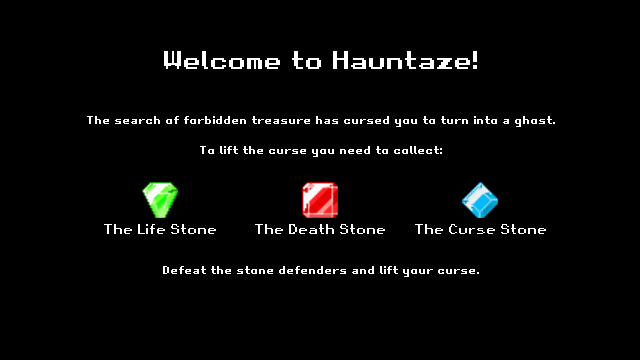 Welcome to Hauntaze!
The search of forbidden treasure has cursed you to turn into a ghost.
To lift the curse you need to collect:
The Life Stone
The Death Stone
The Curse Stone
Defeat the stone defenders and lift your curse.